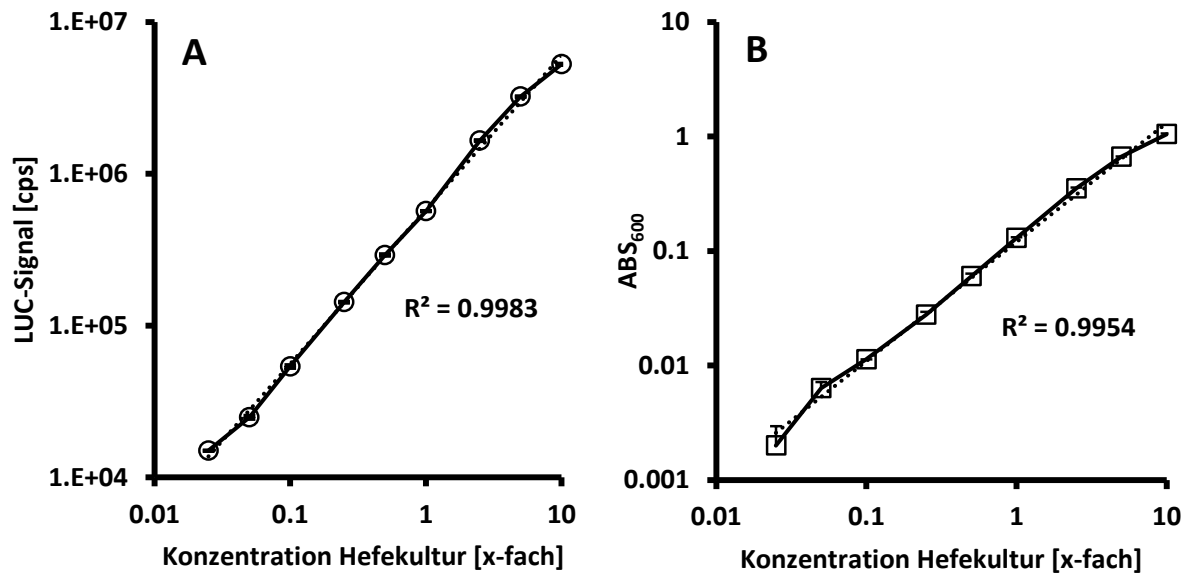 A
1.E+07
1.E+06
1.E+05
1.E+04
LUC-Signal [cps]
R² = 0.9983
0.01
0.1
1
10
Konzentration Hefekultur [x-fach]
B
10
1
0.1
0.01
0.001
ABS₆₀₀
R² = 0.9954
0.01
0.1
1
10
Konzentration Hefekultur [x-fach]